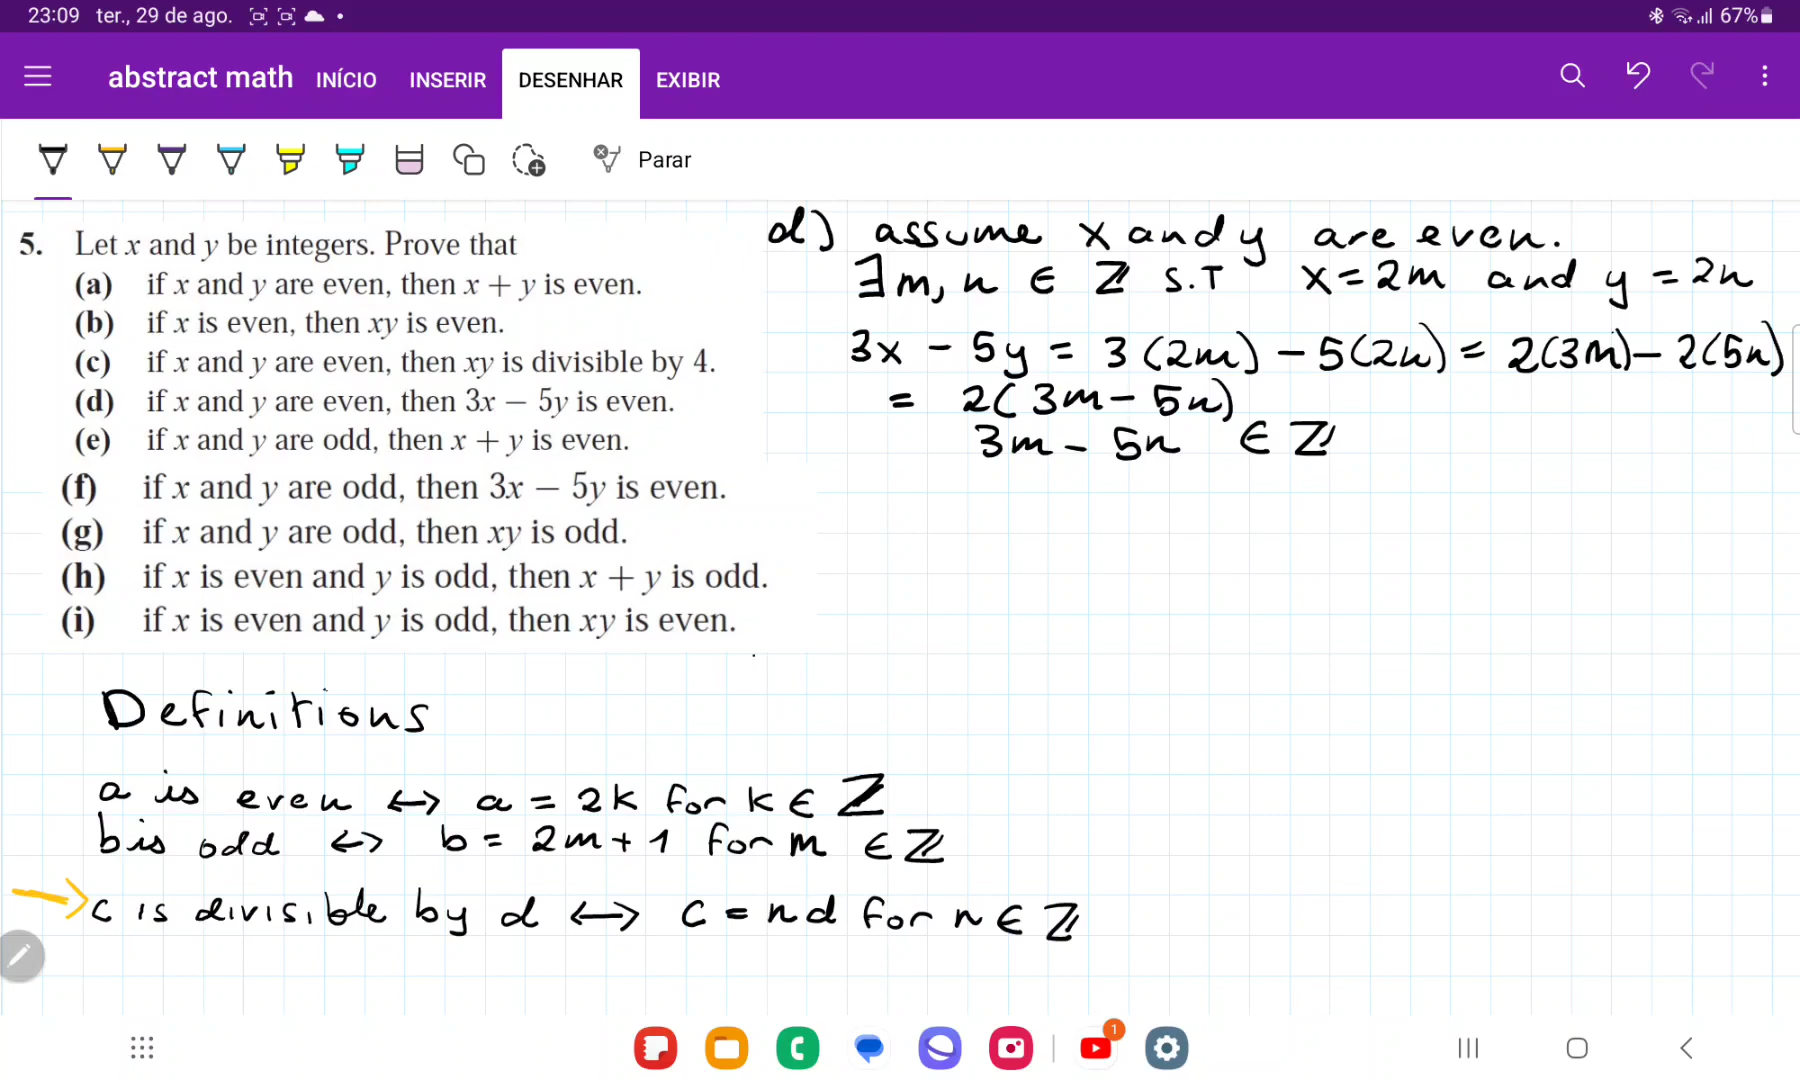 23:09 ter., 29 de ago.
67%
abstract math INÍCIO INSERIR DESENHAR EXIBIR
Parar
5. Let x and y be integers. Prove that
(a) if x and y are even, then x + y is even.
(b) if x is even, then xy is even.
(c) if x and y are even, then xy is divisible by 4.
(d) if x and y are even, then 3x − 5y is even.
(e) if x and y are odd, then x + y is even.
(f) if x and y are odd, then 3x − 5y is even.
(g) if x and y are odd, then xy is odd.
(h) if x is even and y is odd, then x + y is odd.
(i) if x is even and y is odd, then xy is even.
d) assume x and y are even.
∃m, n ∈ ℤ S.T x = 2m and y = 2n
3x − 5y = 3(2m) − 5(2n) = 2(3m) − 2(5n)
= 2(3m − 5n)
3m − 5n ∈ ℤ
Definitions
a is even ↔ a = 2k for k ∈ ℤ
b is odd ↔ b = 2m + 1 for m ∈ ℤ
→ c is divisible by d ↔ c = nd for n ∈ ℤ
1